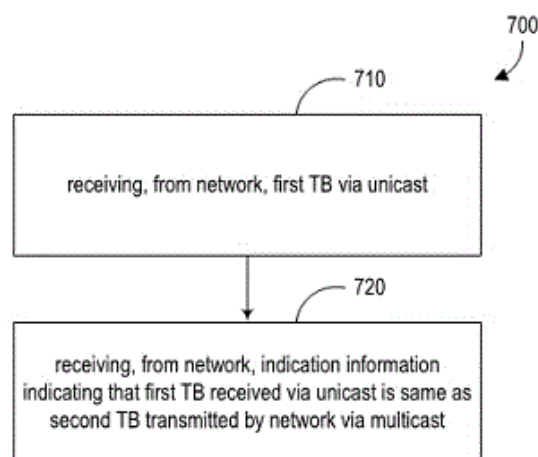 700
710
receiving, from network, first TB via unicast
720
receiving, from network, indication information
indicating that first TB received via unicast is same as
second TB transmitted by network via multicast